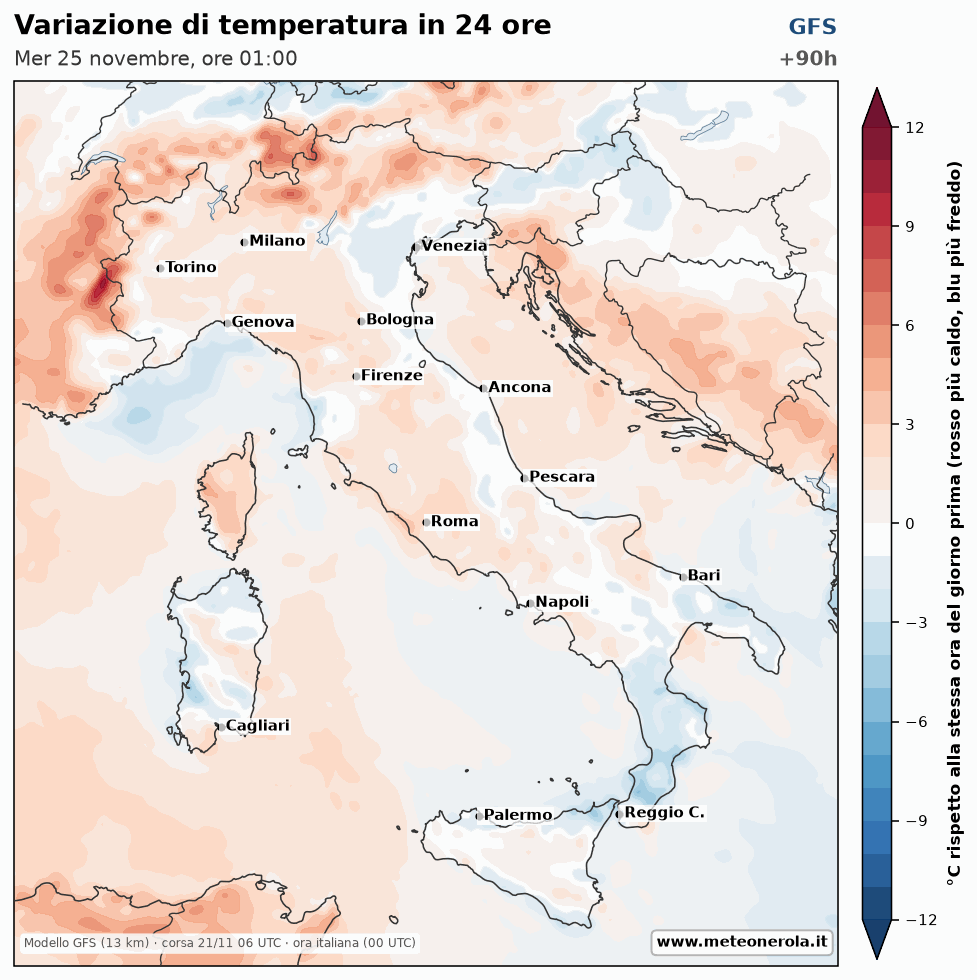 Variazione di temperatura in 24 ore
GFS
Mer 25 novembre, ore 01:00
+90h
Milano
Venezia
Torino
Genova
Bologna
Firenze
Ancona
Pescara
Roma
Bari
Napoli
Cagliari
Palermo
Reggio C.
12
9
6
3
0
−3
−6
−9
−12
°C rispetto alla stessa ora del giorno prima (rosso più caldo, blu più freddo)
Modello GFS (13 km) · corsa 21/11 06 UTC · ora italiana (00 UTC)
www.meteonerola.it